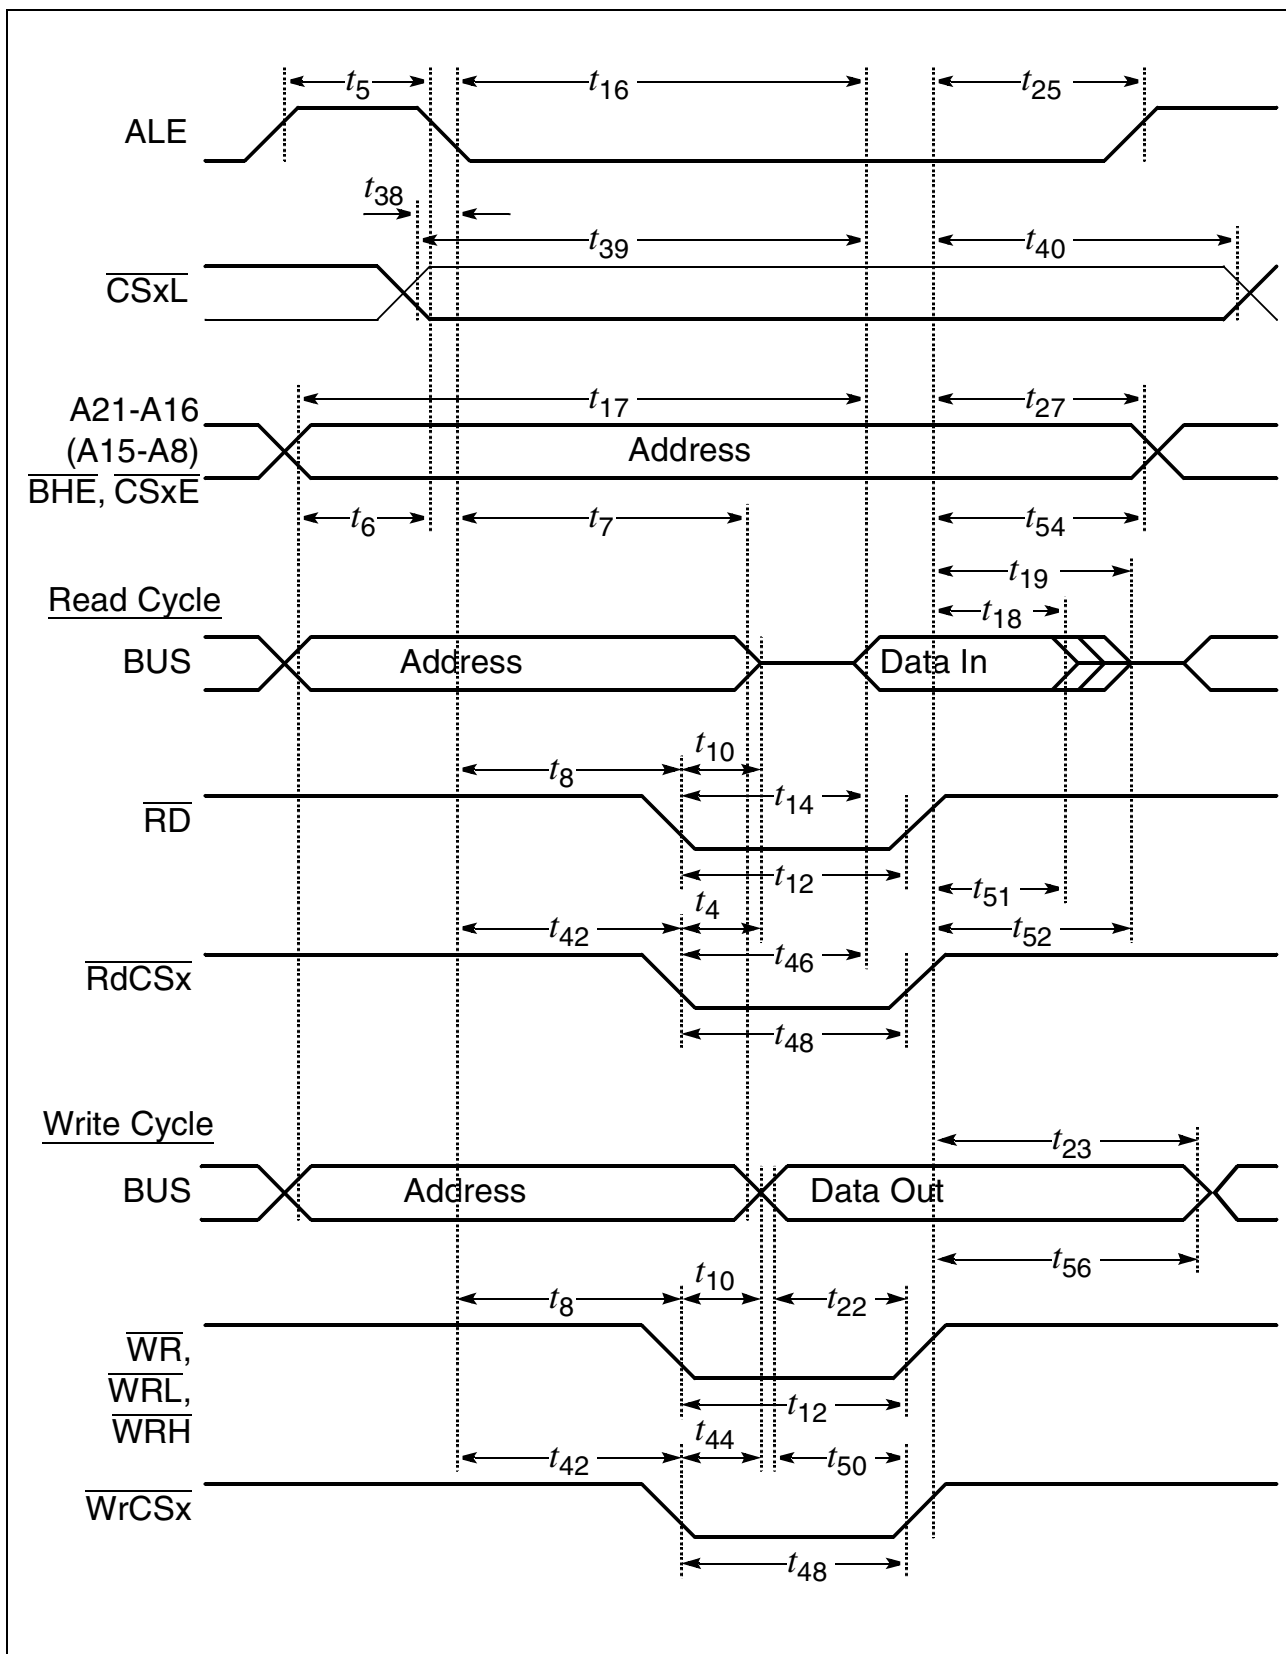 t5
t16
t25
ALE
t38
t39
t40
CSxL
t17
t27
A21-A16
(A15-A8)
BHE, CSxE
Address
t6
t7
t54
t19
t18
Read Cycle
BUS
Address
Data In
t10
t8
t14
RD
t12
t51
t4
t42
t52
t46
RdCSx
t48
Write Cycle
t23
BUS
Address
Data Out
t56
t10
t8
t22
WR,
WRL,
WRH
t12
t44
t42
t50
WrCSx
t48